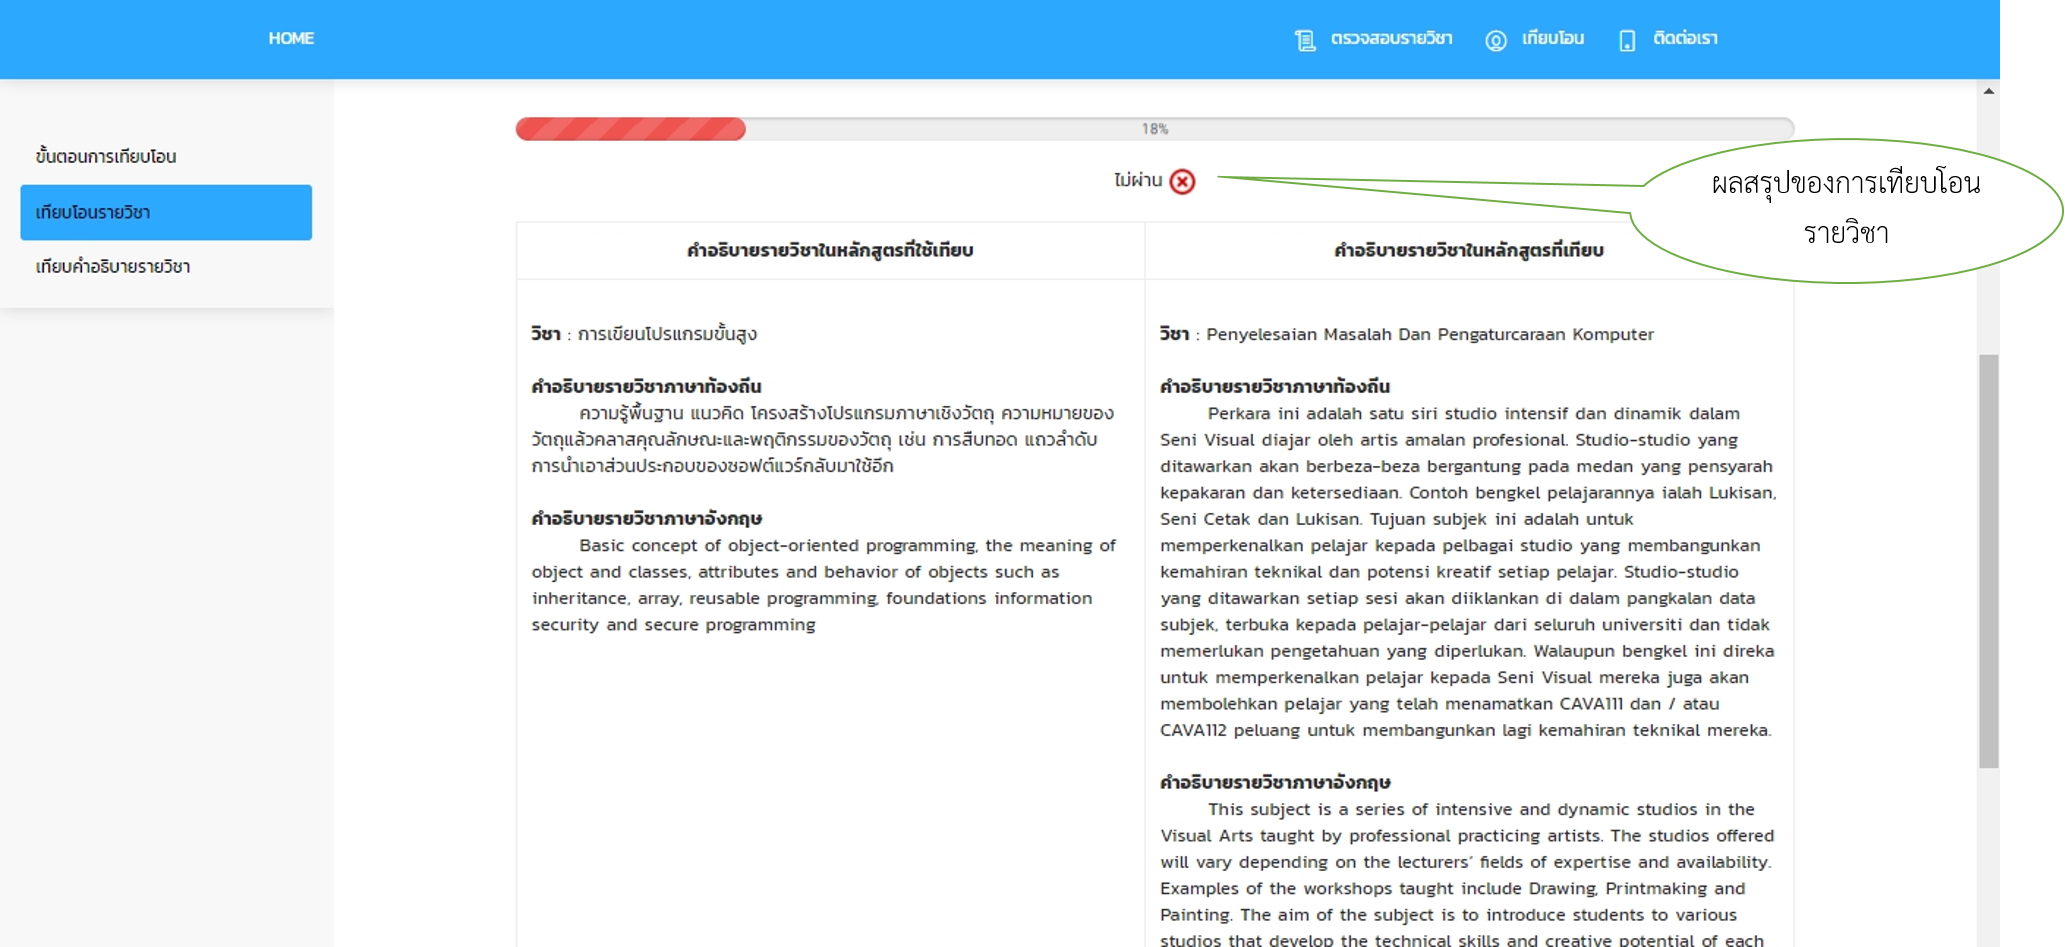 HOME
ตรวจสอบรายวิชา
เทียบโอน
ติดต่อเรา
ขั้นตอนการเทียบโอน
เทียบโอนรายวิชา
เทียบคำอธิบายรายวิชา
18%
ไม่ผ่าน
ผลสรุปของการเทียบโอน
รายวิชา
คำอธิบายรายวิชาในหลักสูตรที่ใช้เทียบ
คำอธิบายรายวิชาในหลักสูตรที่เทียบ
วิชา : การเขียนโปรแกรมขั้นสูง
คำอธิบายรายวิชาภาษาท้องถิ่น
ความรู้พื้นฐาน แนวคิด โครงสร้างโปรแกรมภาษาเชิงวัตถุ ความหมายของ
วัตถุแล้วคลาสคุณลักษณะและพฤติกรรมของวัตถุ เช่น การสืบทอด แถวลำดับ
การนำเอาส่วนประกอบของซอฟต์แวร์กลับมาใช้อีก
คำอธิบายรายวิชาภาษาอังกฤษ
Basic concept of object-oriented programming, the meaning of
object and classes, attributes and behavior of objects such as
inheritance, array, reusable programming, foundations information
security and secure programming
วิชา : Penyelesaian Masalah Dan Pengaturcaraan Komputer
คำอธิบายรายวิชาภาษาท้องถิ่น
Perkara ini adalah satu siri studio intensif dan dinamik dalam
Seni Visual diajar oleh artis amalan profesional. Studio-studio yang
ditawarkan akan berbeza-beza bergantung pada medan yang pensyarah
kepakaran dan ketersediaan. Contoh bengkel pelajarannya ialah Lukisan,
Seni Cetak dan Lukisan. Tujuan subjek ini adalah untuk
memperkenalkan pelajar kepada pelbagai studio yang membangunkan
kemahiran teknikal dan potensi kreatif setiap pelajar. Studio-studio
yang ditawarkan setiap sesi akan diiklankan di dalam pangkalan data
subjek, terbuka kepada pelajar-pelajar dari seluruh universiti dan tidak
memerlukan pengetahuan yang diperlukan. Walaupun bengkel ini direka
untuk memperkenalkan pelajar kepada Seni Visual mereka juga akan
membolehkan pelajar yang telah menamatkan CAVA111 dan / atau
CAVA112 peluang untuk membangunkan lagi kemahiran teknikal mereka.
คำอธิบายรายวิชาภาษาอังกฤษ
This subject is a series of intensive and dynamic studios in the
Visual Arts taught by professional practicing artists. The studios offered
will vary depending on the lecturers' fields of expertise and availability.
Examples of the workshops taught include Drawing, Printmaking and
Painting. The aim of the subject is to introduce students to various
studios that develop the technical skills and creative potential of each